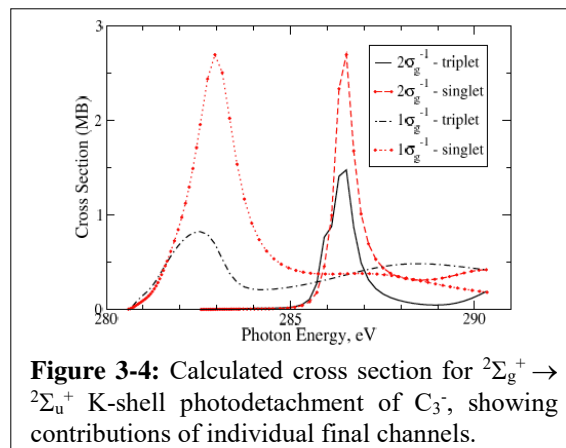 3
2
1
0
Cross Section (MB)
2σg⁻¹ - triplet
2σg⁻¹ - singlet
1σg⁻¹ - triplet
1σg⁻¹ - singlet
280 285 290
Photon Energy, eV
Figure 3-4: Calculated cross section for ²Σg⁺ →
²Σu⁺ K-shell photodetachment of C₃⁻, showing
contributions of individual final channels.